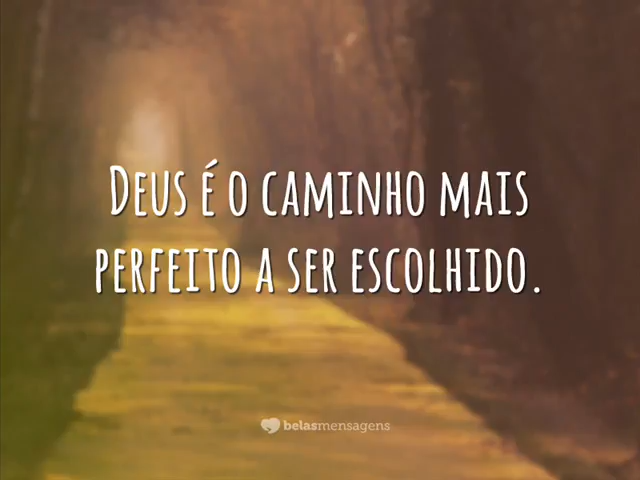 Deus é o caminho mais
perfeito a ser escolhido.
belasmensagens